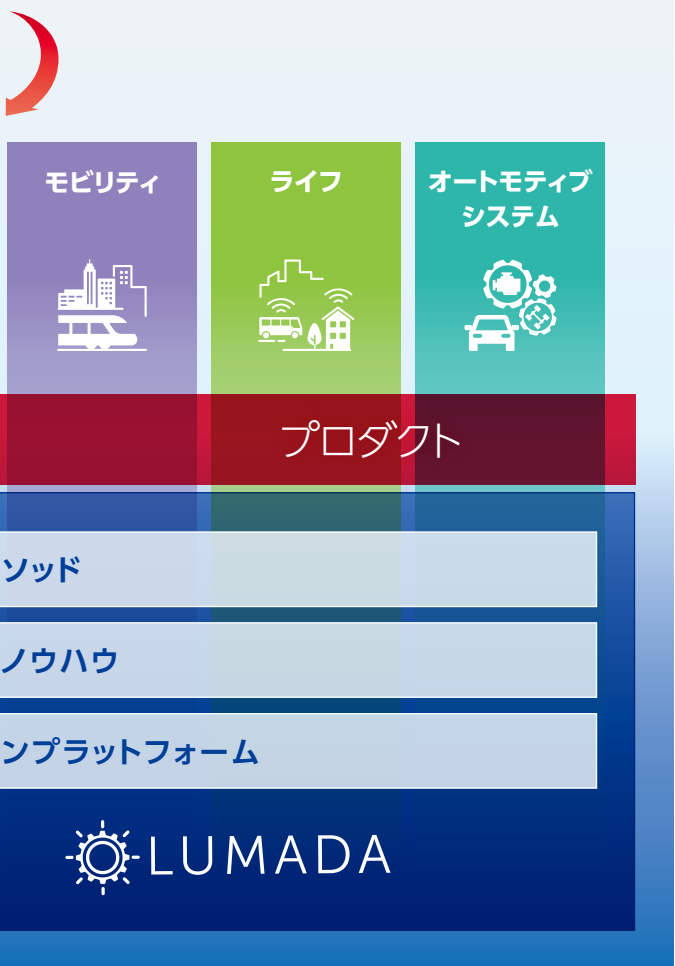 モビリティ
ライフ
オートモティブ
システム
プロダクト
ソッド
ノウハウ
ンプラットフォーム
LUMADA